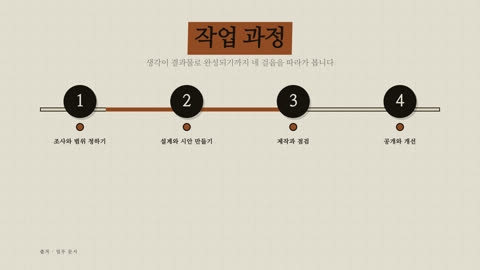 작업 과정
생각이 결과물로 완성되기까지 네 걸음을 따라가 봅니다.
1 2 3 4
조사와 범위 정하기 설계와 시안 만들기 제작과 점검 공개와 개선
출처 · 업무 문서